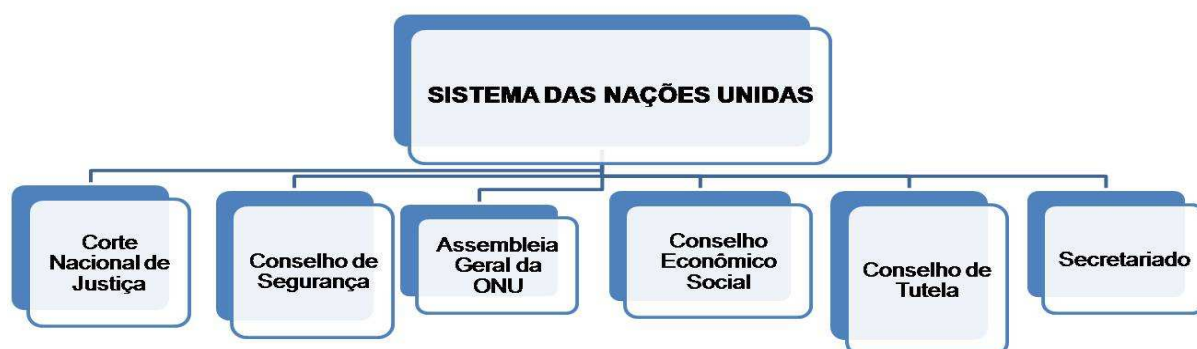 SISTEMA DAS NAÇÕES UNIDAS
Corte
Nacional de
Justiça
Conselho de
Segurança
Assembleia
Geral da
ONU
Conselho
Econômico
Social
Conselho de
Tutela
Secretariado